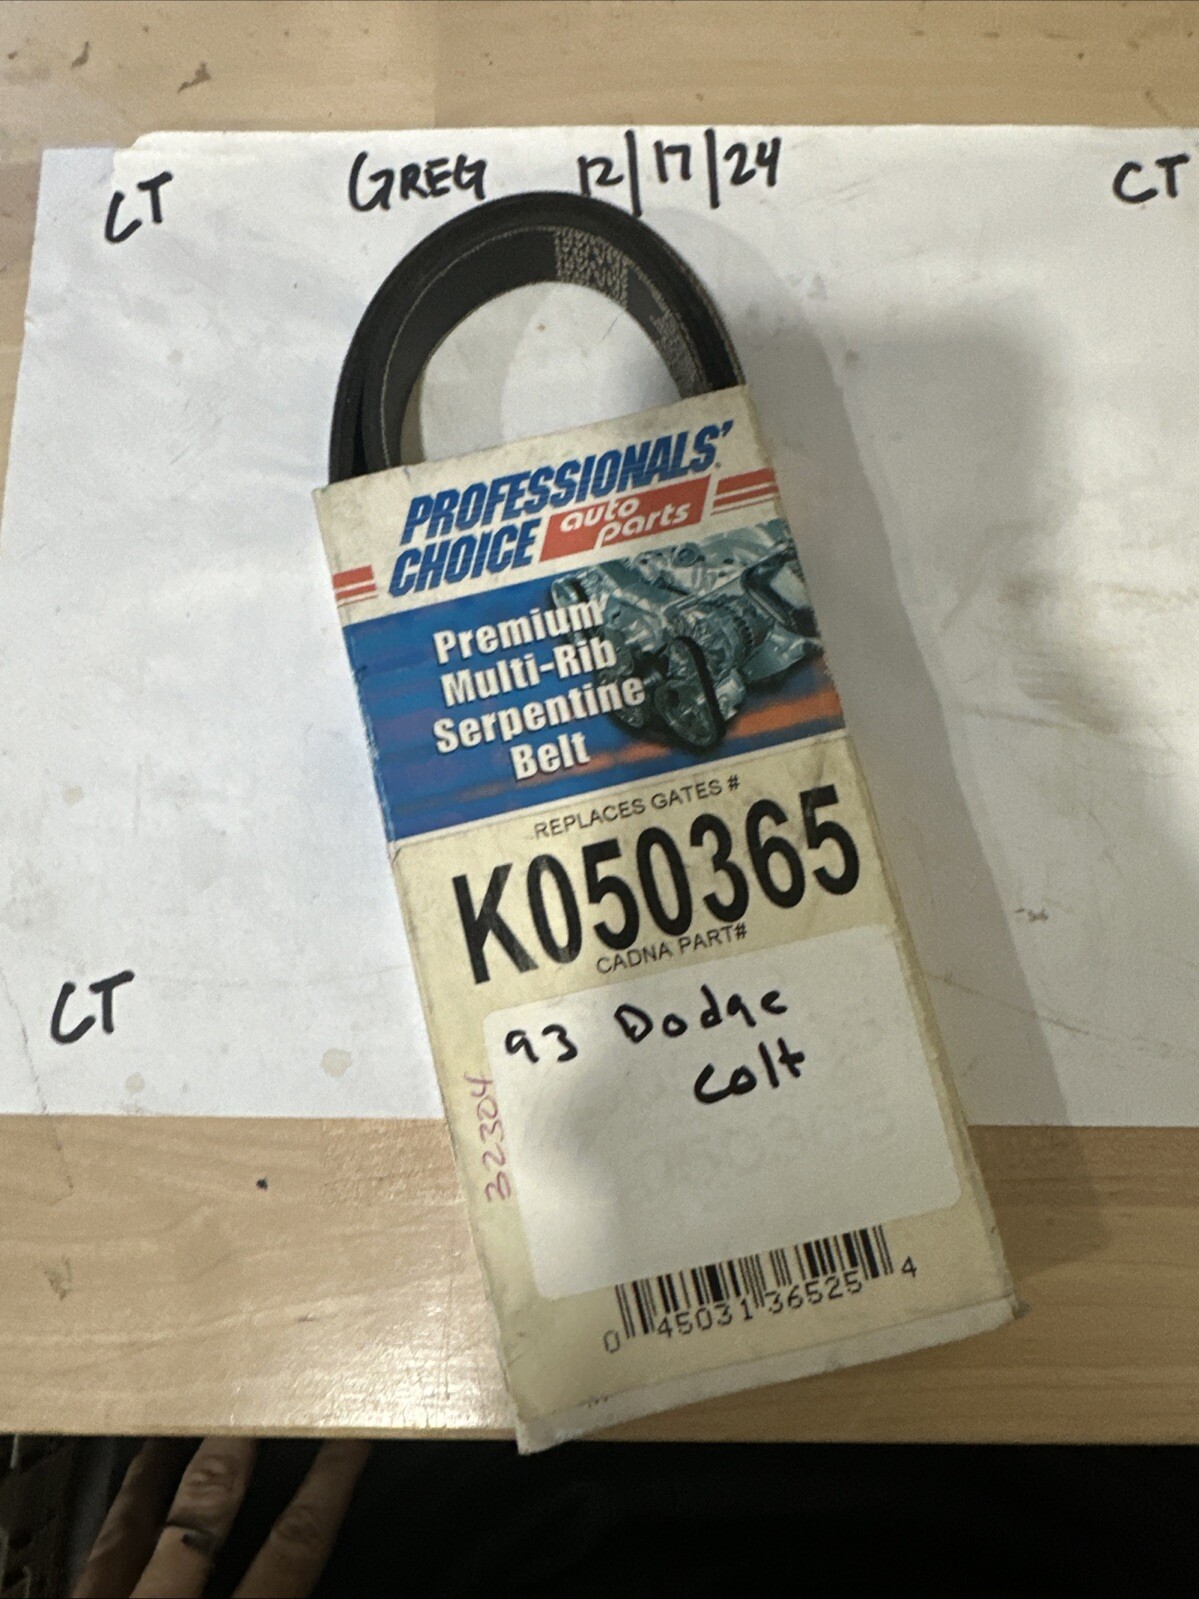 CT GREG 12/17/24 CT
PROFESSIONALS'
CHOICE auto parts
Premium
Multi-Rib
Serpentine
Belt
REPLACES GATES #
K050365
CADNA PART#
CT
93 Dodge
Colt
32304
0 45031 36525 4